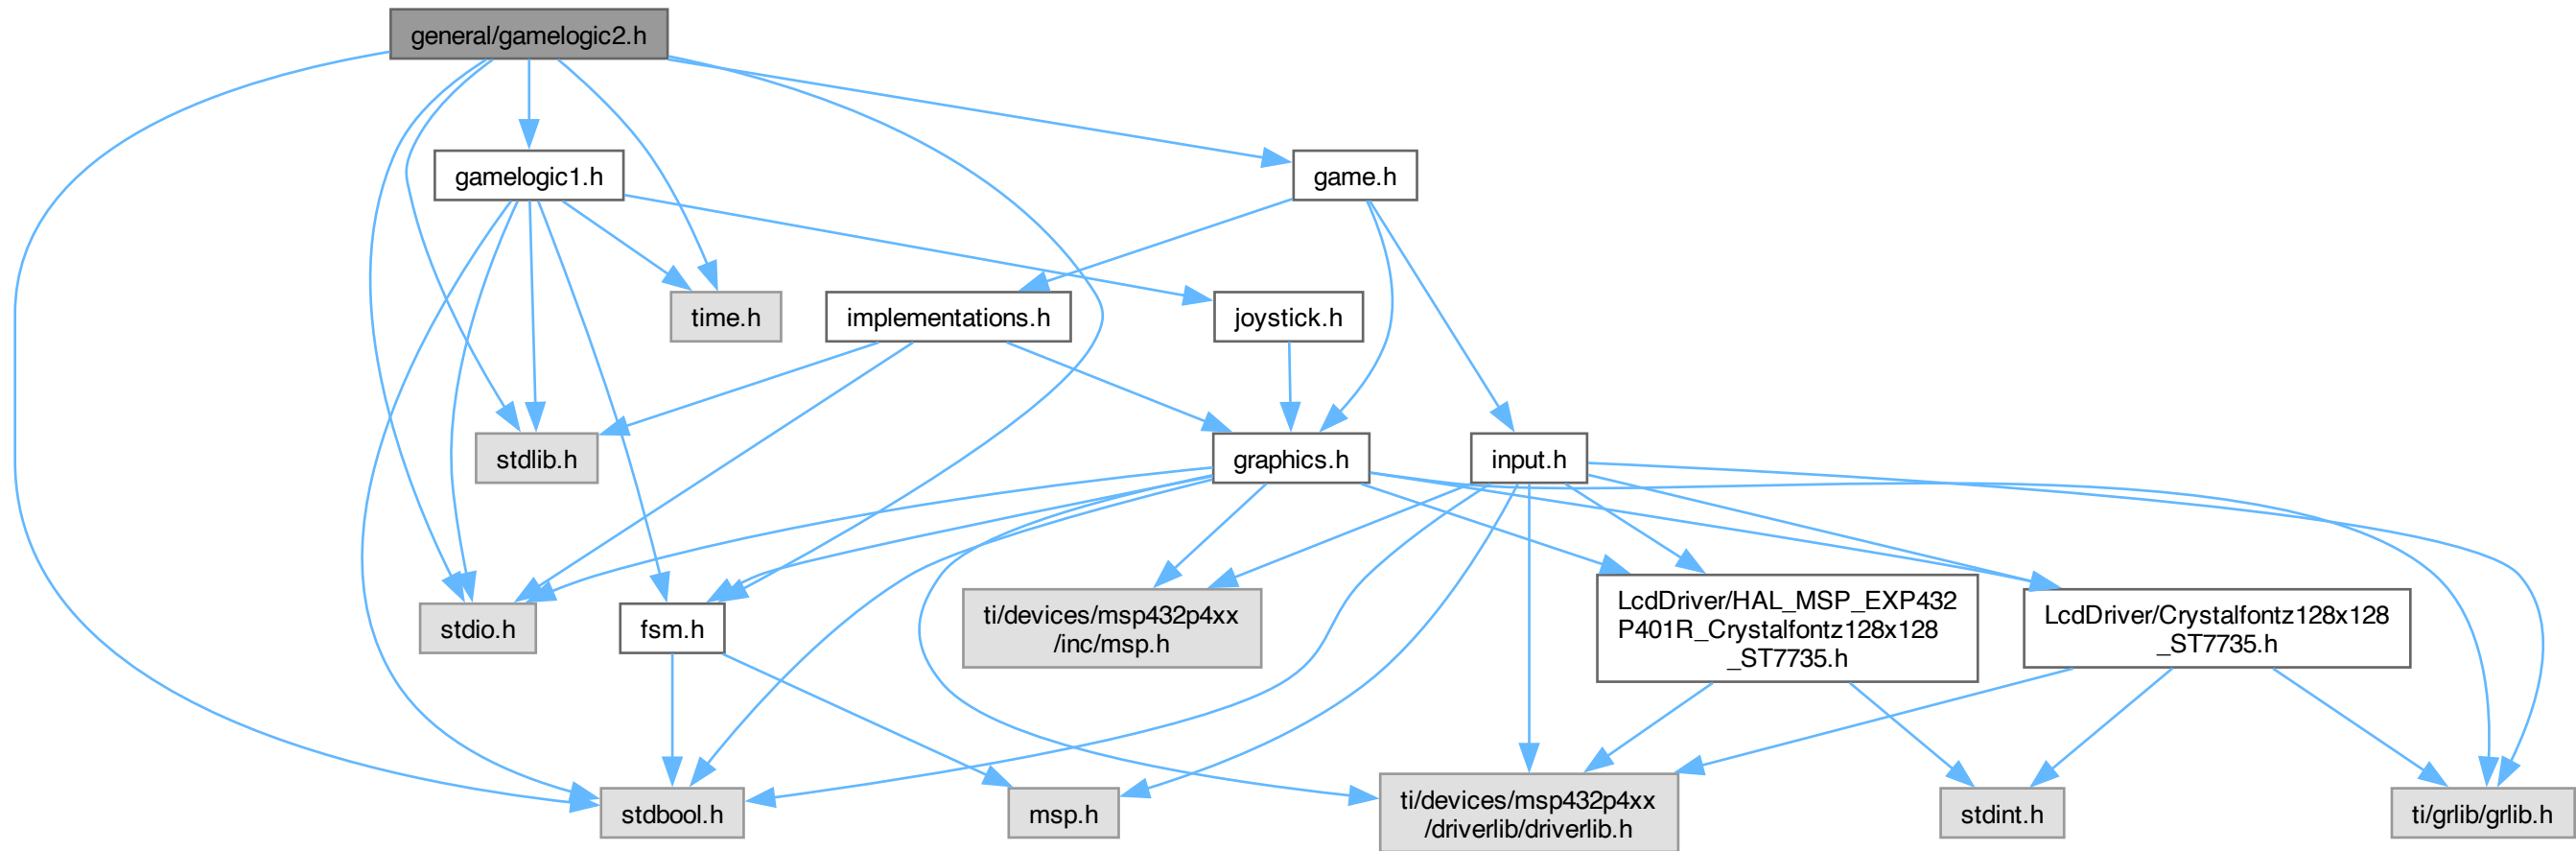 general/gamelogic2.h
gamelogic1.h
game.h
time.h
implementations.h
joystick.h
stdlib.h
graphics.h
input.h
stdio.h
fsm.h
ti/devices/msp432p4xx
/inc/msp.h
LcdDriver/HAL_MSP_EXP432
P401R_Crystalfontz128x128
_ST7735.h
LcdDriver/Crystalfontz128x128
_ST7735.h
stdbool.h
msp.h
ti/devices/msp432p4xx
/driverlib/driverlib.h
stdint.h
ti/grlib/grlib.h